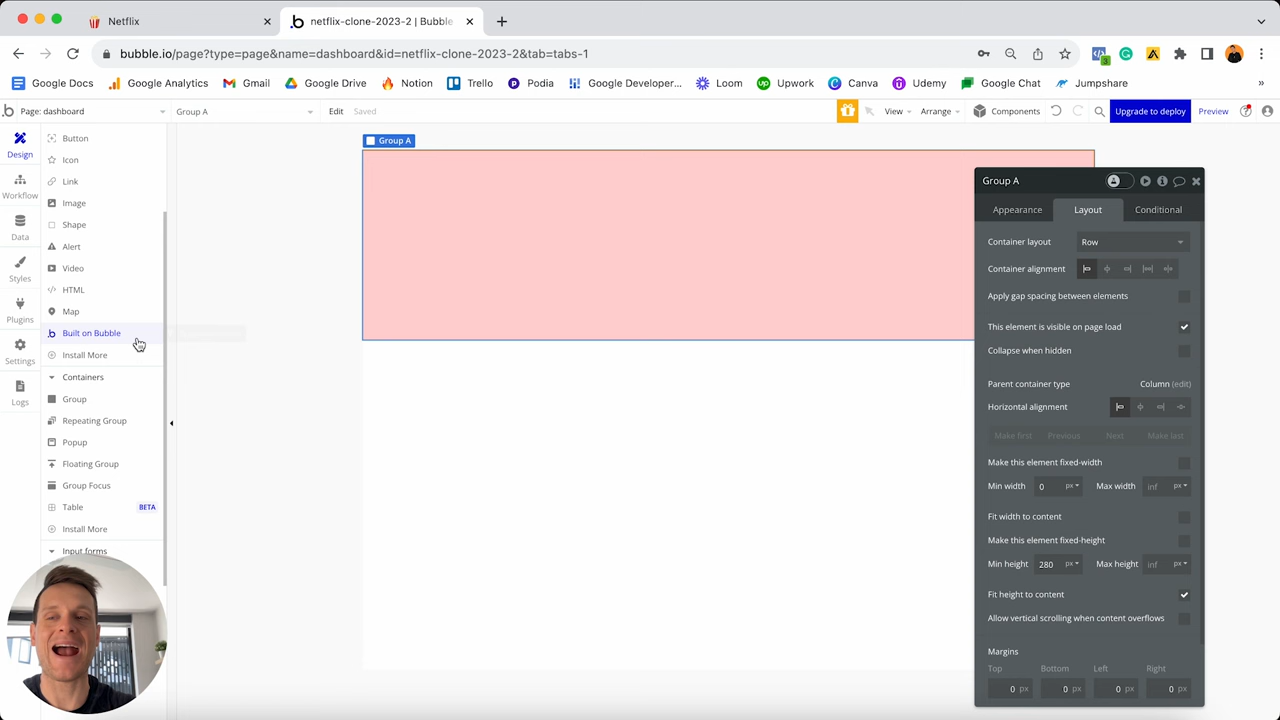 Netflix
netflix-clone-2023-2 | Bubble
bubble.io/page?type=page&name=dashboard&id=netflix-clone-2023-2&tab=tabs-1
3
Google Docs Google Analytics Gmail Google Drive Notion Trello Podia Google Developer... Loom Upwork Canva Udemy Google Chat Jumpshare »
Page: dashboard Group A Edit Saved View Arrange Components Upgrade to deploy Preview
Design
Workflow
Data
Styles
Plugins
Settings
Logs
Button
Icon
Link
Image
Shape
Alert
Video
HTML
Map
Built on Bubble
Install More
Containers
Group
Repeating Group
Popup
Floating Group
Group Focus
Table BETA
Install More
Input forms
Group A
Group A
Appearance Layout Conditional
Container layout Row
Container alignment
Apply gap spacing between elements
This element is visible on page load
Collapse when hidden
Parent container type Column (edit)
Horizontal alignment
Make first Previous Next Make last
Make this element fixed-width
Min width 0 px Max width inf px
Fit width to content
Make this element fixed-height
Min height 280 px Max height inf px
Fit height to content
Allow vertical scrolling when content overflows
Margins
Top Bottom Left Right
0 px 0 px 0 px 0 px